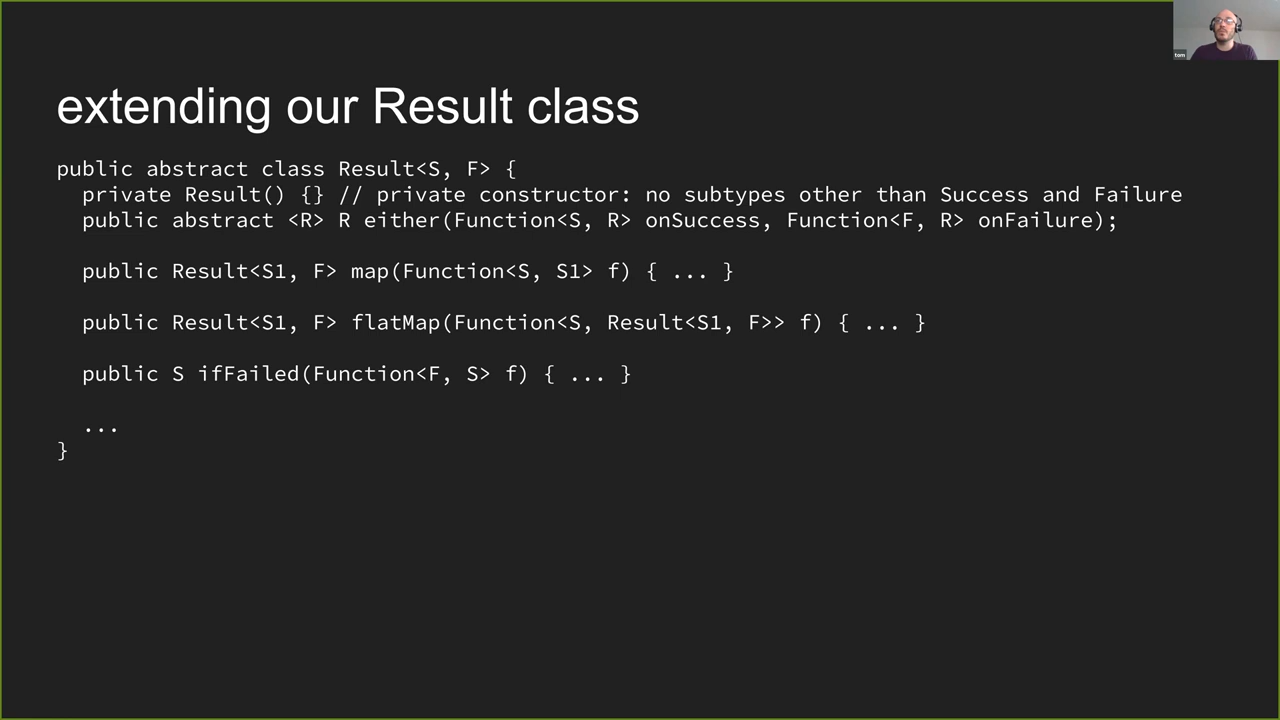 tom
extending our Result class
public abstract class Result<S, F> {
private Result() {} // private constructor: no subtypes other than Success and Failure
public abstract <R> R either(Function<S, R> onSuccess, Function<F, R> onFailure);
public Result<S1, F> map(Function<S, S1> f) { ... }
public Result<S1, F> flatMap(Function<S, Result<S1, F>> f) { ... }
public S ifFailed(Function<F, S> f) { ... }
...
}